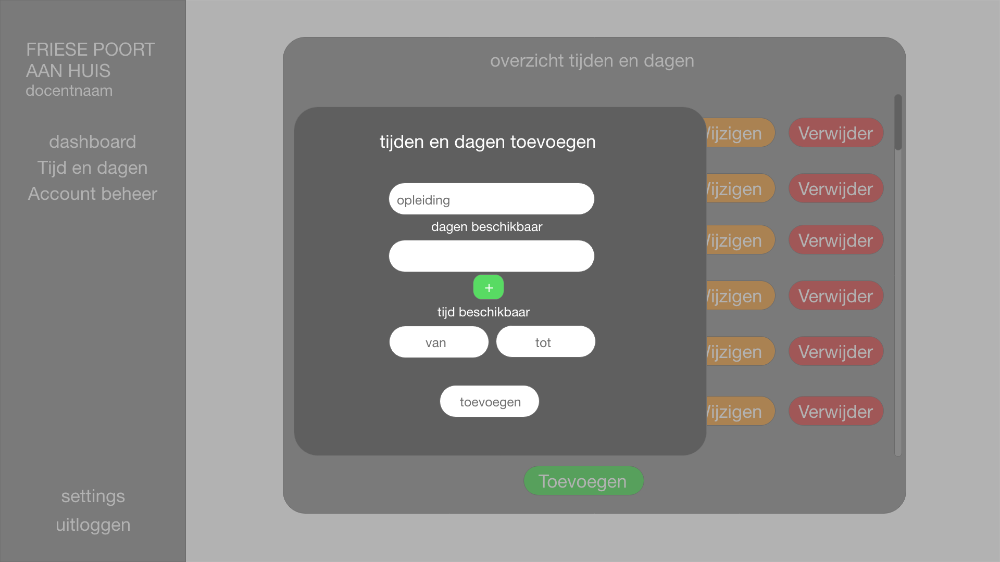 FRIESE POORT
AAN HUIS
docentnaam
dashboard
Tijd en dagen
Account beheer
settings
uitloggen
overzicht tijden en dagen
tijden en dagen toevoegen
opleiding
dagen beschikbaar
+
tijd beschikbaar
van tot
toevoegen
ijzigen Verwijder
ijzigen Verwijder
ijzigen Verwijder
ijzigen Verwijder
ijzigen Verwijder
ijzigen Verwijder
Toevoegen